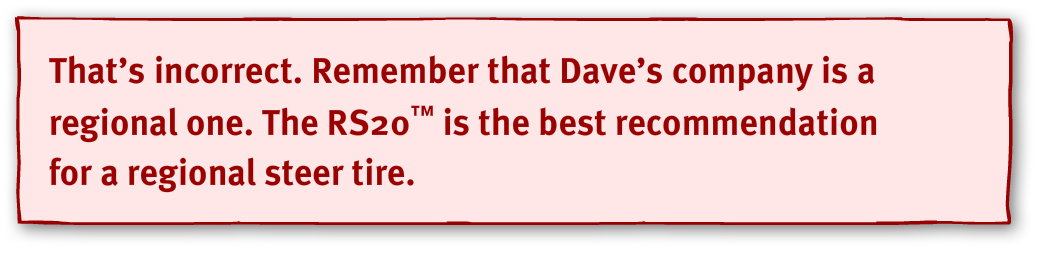 That’s incorrect. Remember that Dave’s company is a
regional one. The RS20™ is the best recommendation
for a regional steer tire.